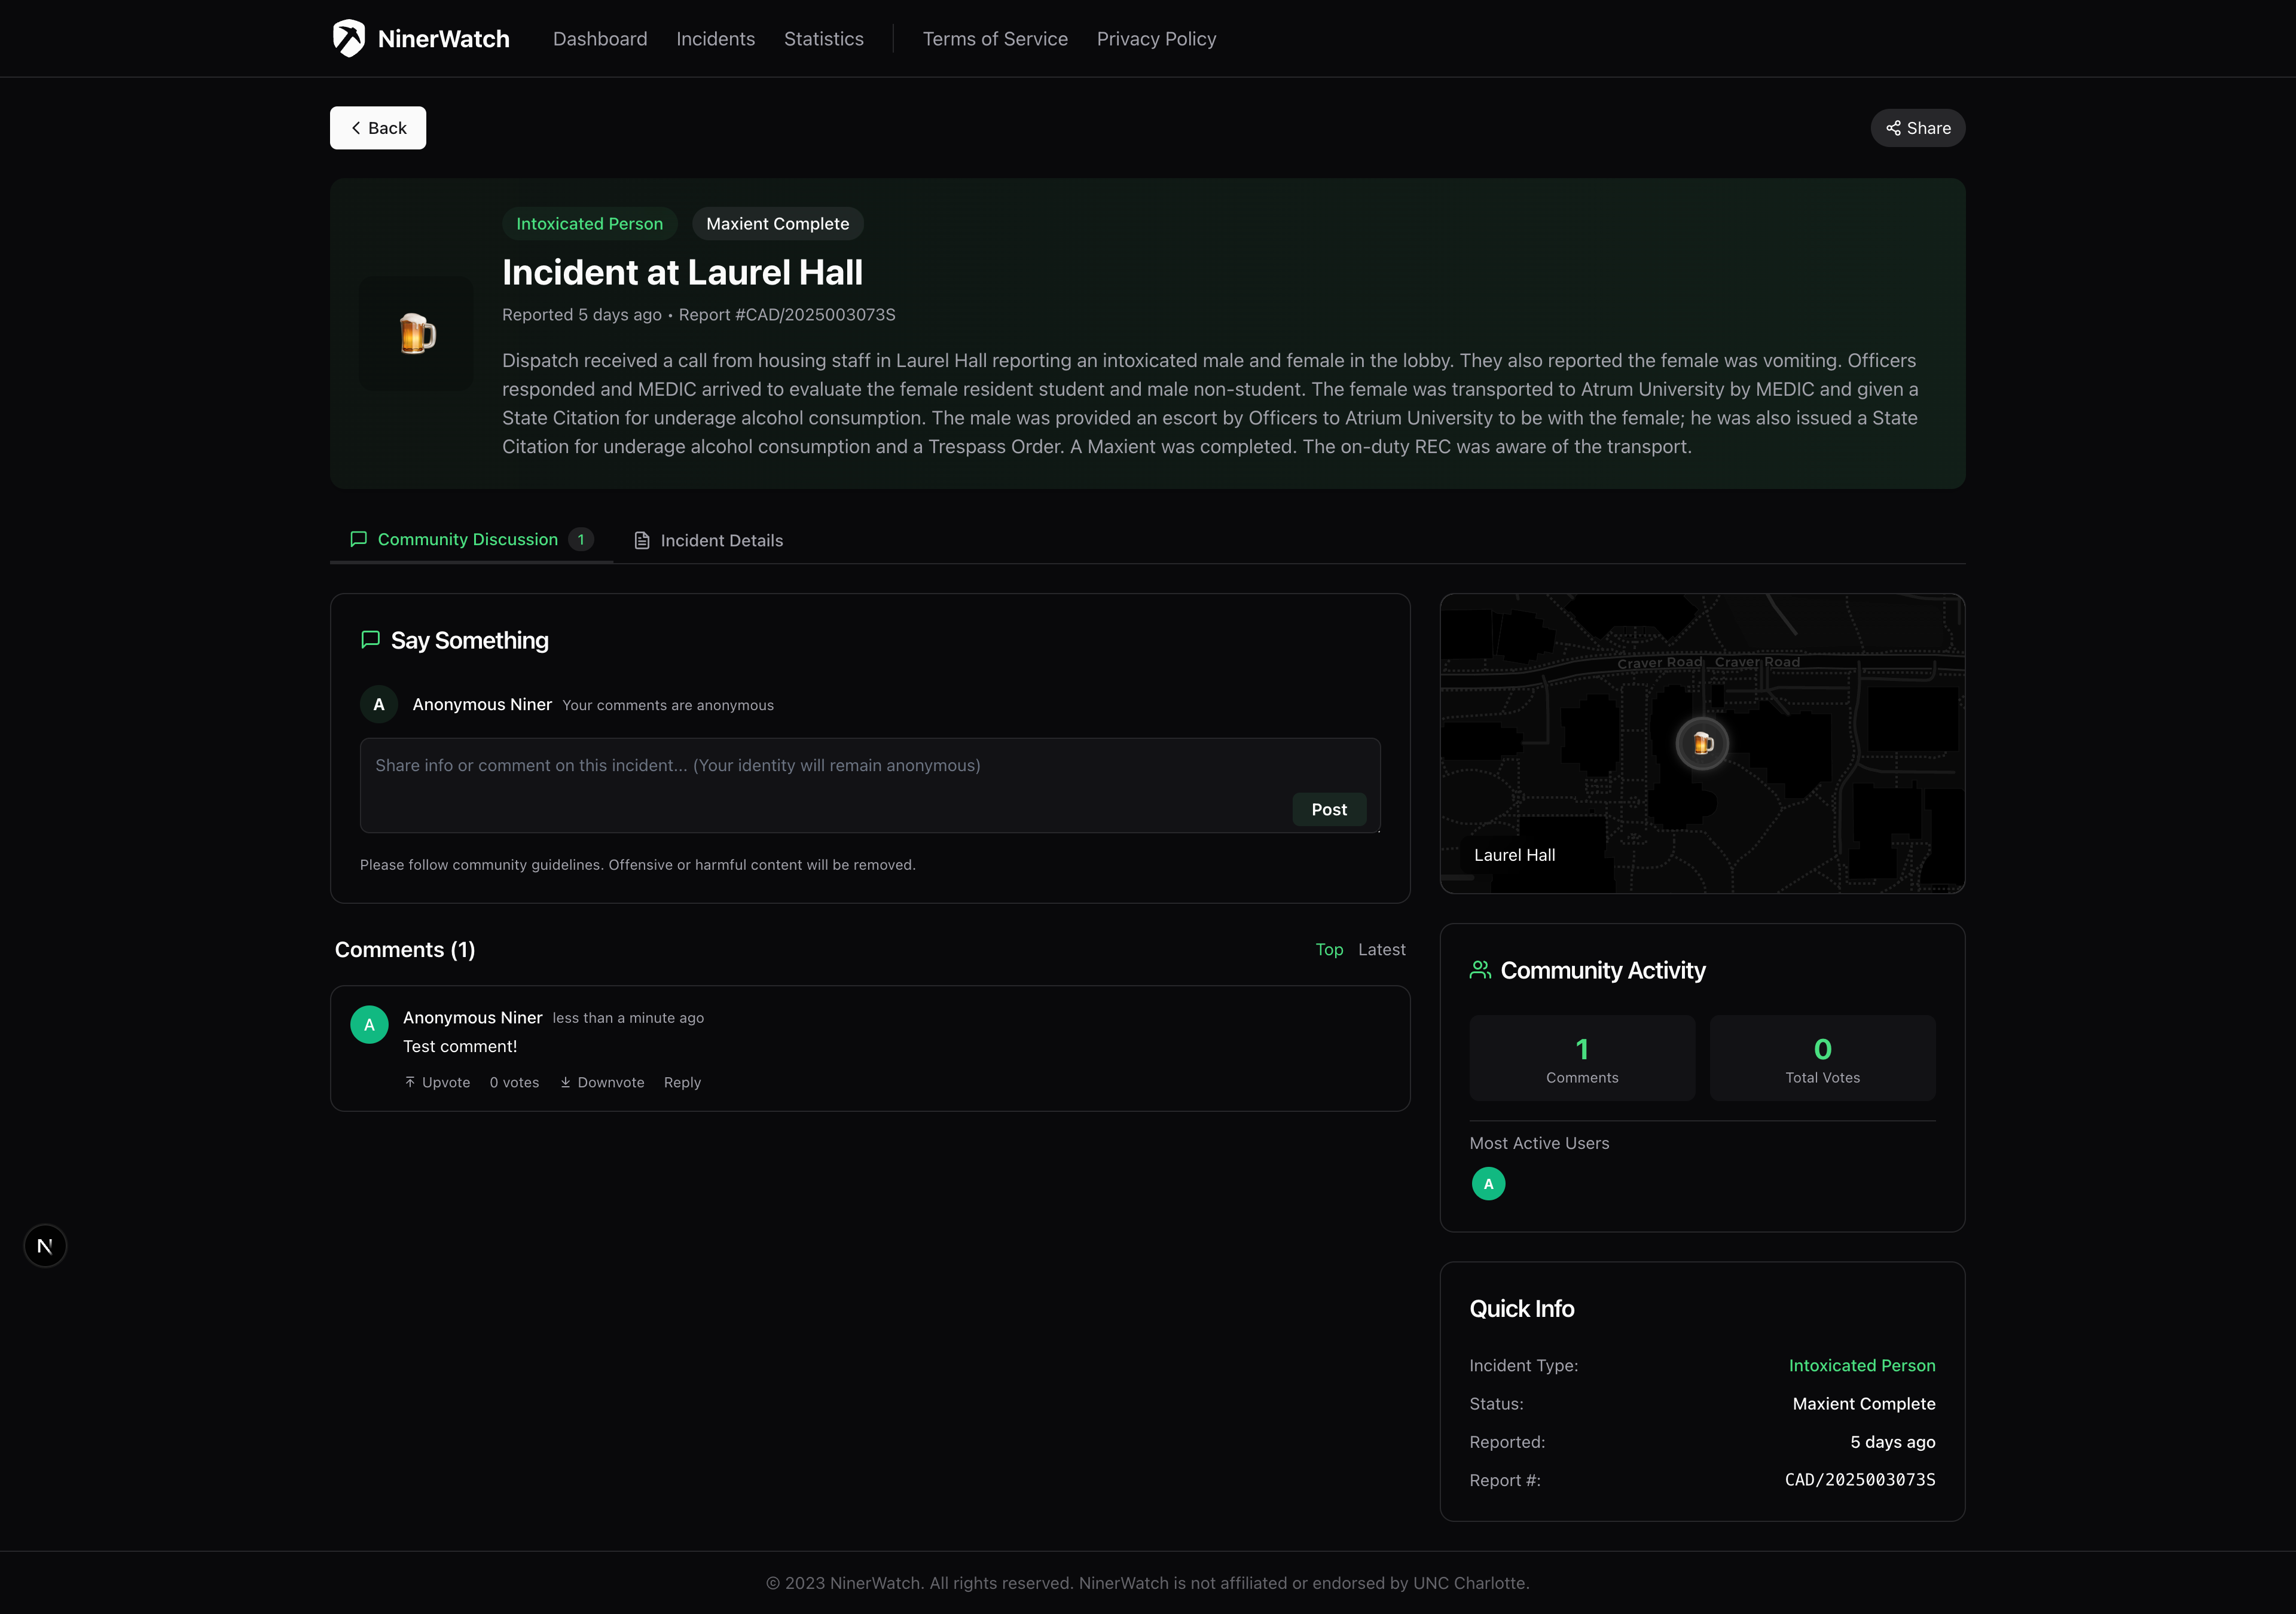 NinerWatch
Dashboard
Incidents
Statistics
Terms of Service
Privacy Policy
Back
Share
Intoxicated Person
Maxient Complete
Incident at Laurel Hall
Reported 5 days ago • Report #CAD/2025003073S
Dispatch received a call from housing staff in Laurel Hall reporting an intoxicated male and female in the lobby. They also reported the female was vomiting. Officers
responded and MEDIC arrived to evaluate the female resident student and male non-student. The female was transported to Atrum University by MEDIC and given a
State Citation for underage alcohol consumption. The male was provided an escort by Officers to Atrium University to be with the female; he was also issued a State
Citation for underage alcohol consumption and a Trespass Order. A Maxient was completed. The on-duty REC was aware of the transport.
Community Discussion 1
Incident Details
Say Something
A
Anonymous Niner Your comments are anonymous
Share info or comment on this incident... (Your identity will remain anonymous)
Post
Please follow community guidelines. Offensive or harmful content will be removed.
Comments (1)
Top
Latest
A
Anonymous Niner less than a minute ago
Test comment!
Upvote
0 votes
Downvote
Reply
Craver Road
Craver Road
Laurel Hall
Community Activity
1
Comments
0
Total Votes
Most Active Users
A
Quick Info
Incident Type: Intoxicated Person
Status: Maxient Complete
Reported: 5 days ago
Report #: CAD/2025003073S
N
© 2023 NinerWatch. All rights reserved. NinerWatch is not affiliated or endorsed by UNC Charlotte.